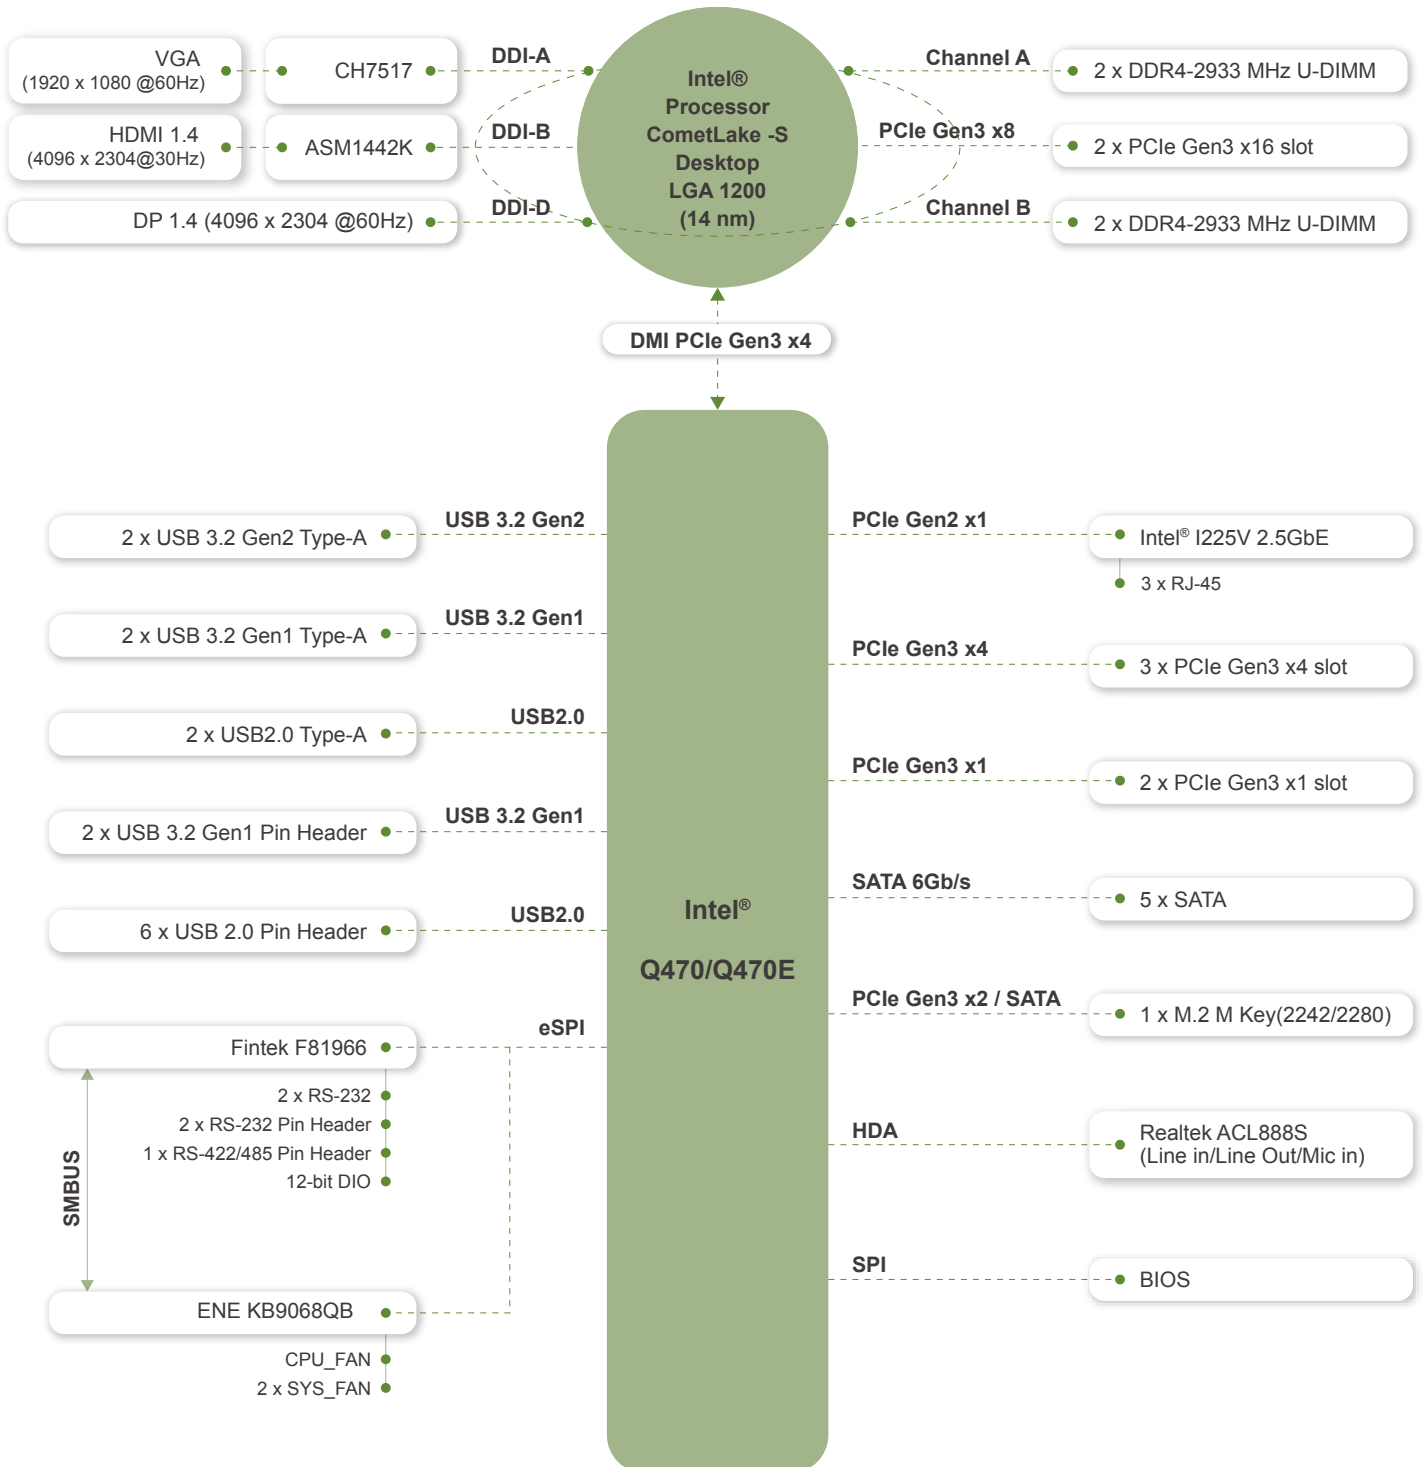 VGA
(1920 x 1080 @60Hz)
CH7517
DDI-A
HDMI 1.4
(4096 x 2304@30Hz)
ASM1442K
DDI-B
DP 1.4 (4096 x 2304 @60Hz)
DDI-D
Intel®
Processor
CometLake -S
Desktop
LGA 1200
(14 nm)
Channel A
2 x DDR4-2933 MHz U-DIMM
PCIe Gen3 x8
2 x PCIe Gen3 x16 slot
Channel B
2 x DDR4-2933 MHz U-DIMM
DMI PCIe Gen3 x4
2 x USB 3.2 Gen2 Type-A
USB 3.2 Gen2
2 x USB 3.2 Gen1 Type-A
USB 3.2 Gen1
2 x USB2.0 Type-A
USB2.0
2 x USB 3.2 Gen1 Pin Header
USB 3.2 Gen1
6 x USB 2.0 Pin Header
USB2.0
Fintek F81966
eSPI
2 x RS-232
2 x RS-232 Pin Header
1 x RS-422/485 Pin Header
12-bit DIO
SMBUS
ENE KB9068QB
CPU_FAN
2 x SYS_FAN
Intel®
Q470/Q470E
PCIe Gen2 x1
Intel® I225V 2.5GbE
3 x RJ-45
PCIe Gen3 x4
3 x PCIe Gen3 x4 slot
PCIe Gen3 x1
2 x PCIe Gen3 x1 slot
SATA 6Gb/s
5 x SATA
PCIe Gen3 x2 / SATA
1 x M.2 M Key(2242/2280)
HDA
Realtek ACL888S
(Line in/Line Out/Mic in)
SPI
BIOS